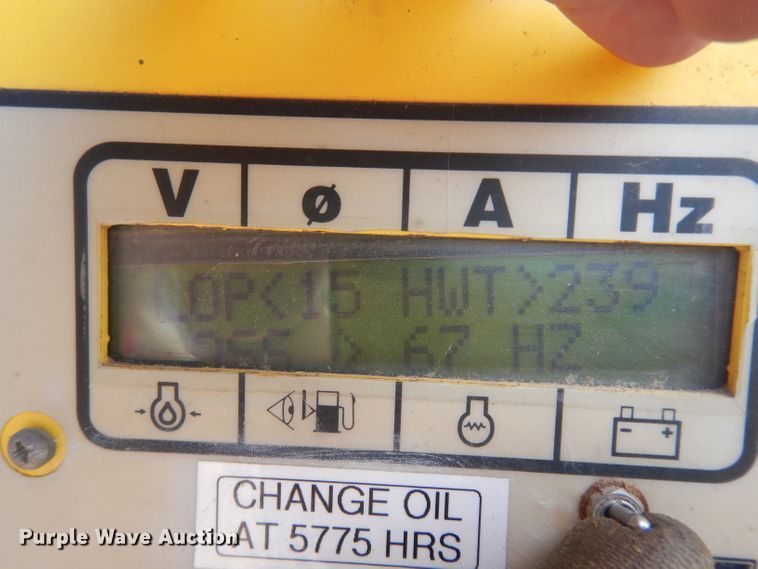 V ø A Hz
LOP<15 HWT>239
> 67 HZ
CHANGE OIL
AT 5775 HRS
Purple Wave Auction